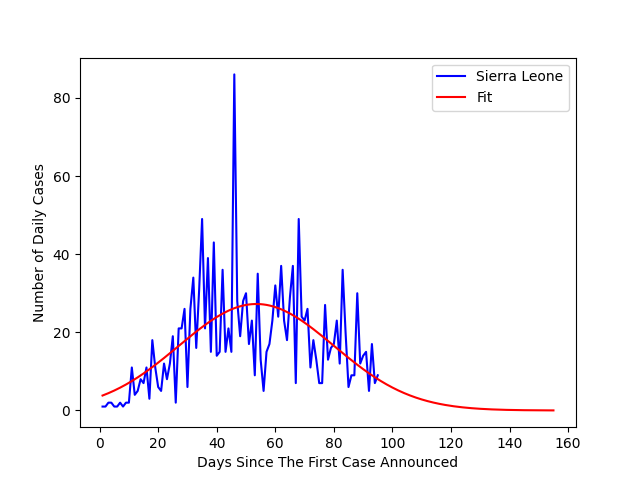 Sierra Leone
Fit
80
60
40
20
0
Number of Daily Cases
0 20 40 60 80 100 120 140 160
Days Since The First Case Announced